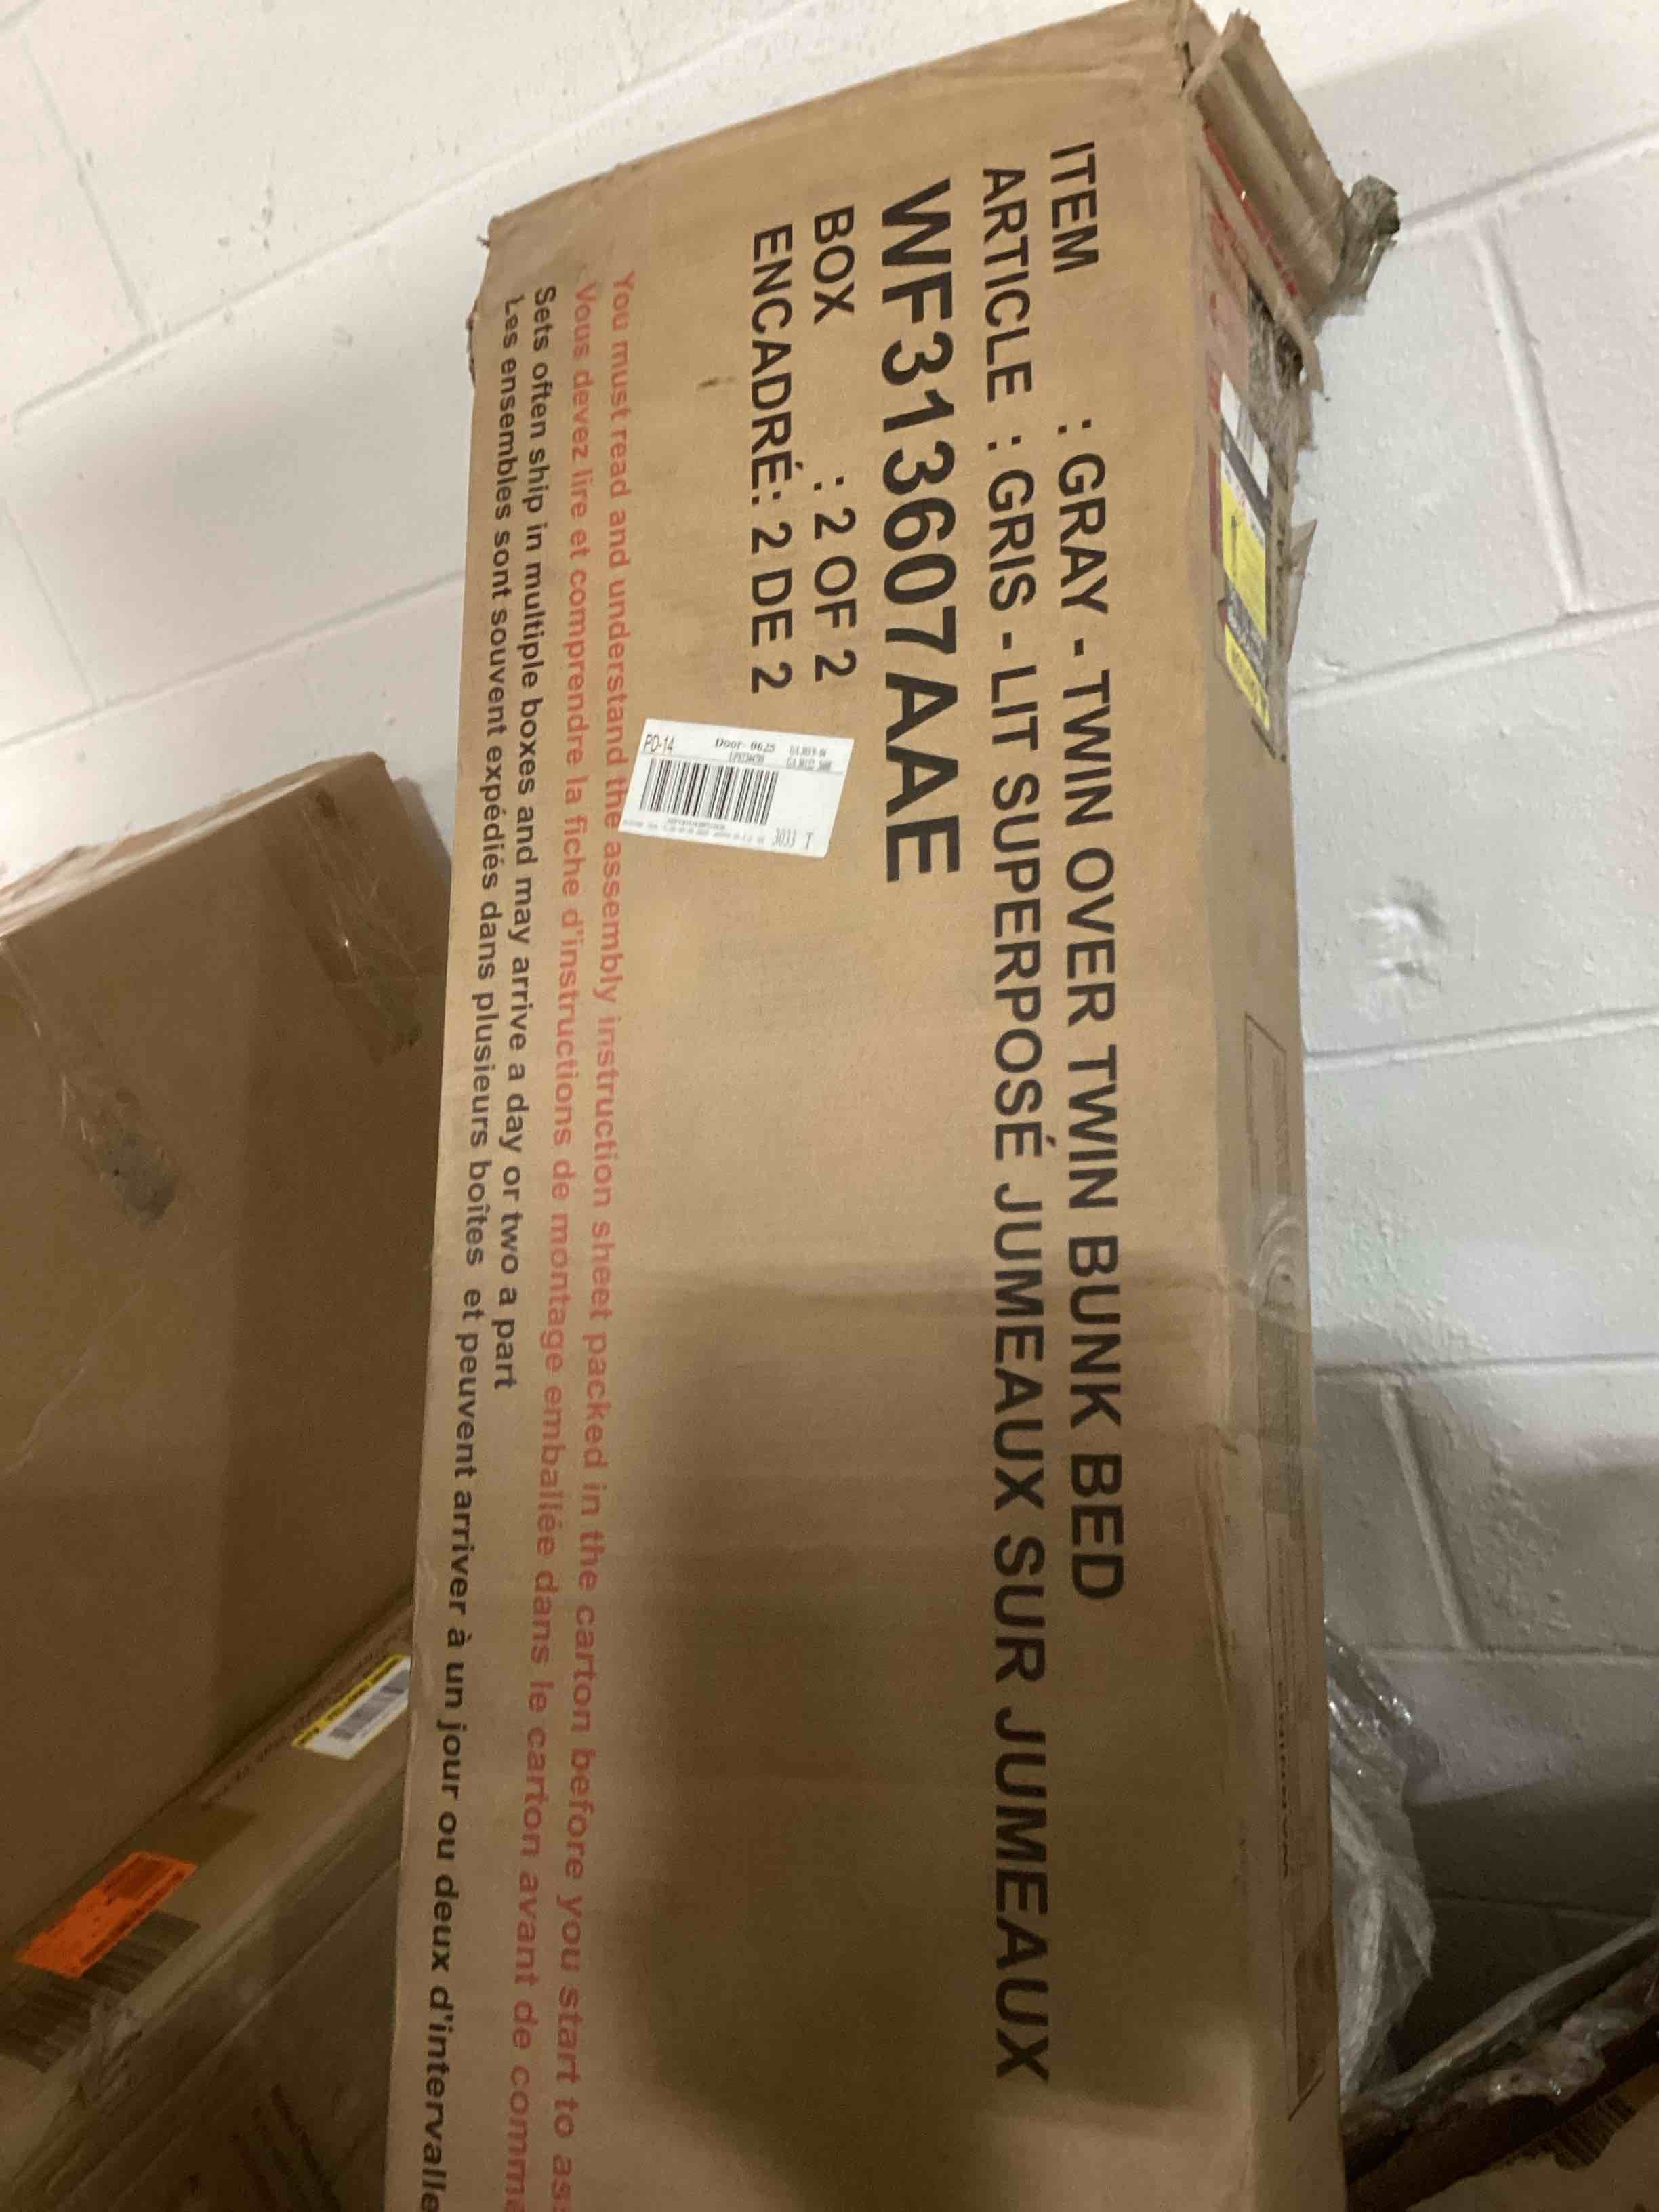 ITEM : GRAY - TWIN OVER TWIN BUNK BED
ARTICLE : GRIS - LIT SUPERPOSÉ JUMEAUX SUR JUMEAUX
WF313607AAE
BOX : 2 OF 2
ENCADRÉ: 2 DE 2
PD-14 Door 0625
3033 T
You must read and understand the assembly instruction sheet packed in the carton before you start to as
Vous devez lire et comprendre la fiche d'instructions de montage emballée dans le carton avant de comme
Sets often ship in multiple boxes and may arrive a day or two a part
Les ensembles sont souvent expédiés dans plusieurs boîtes et peuvent arriver à un jour ou deux d'intervalle